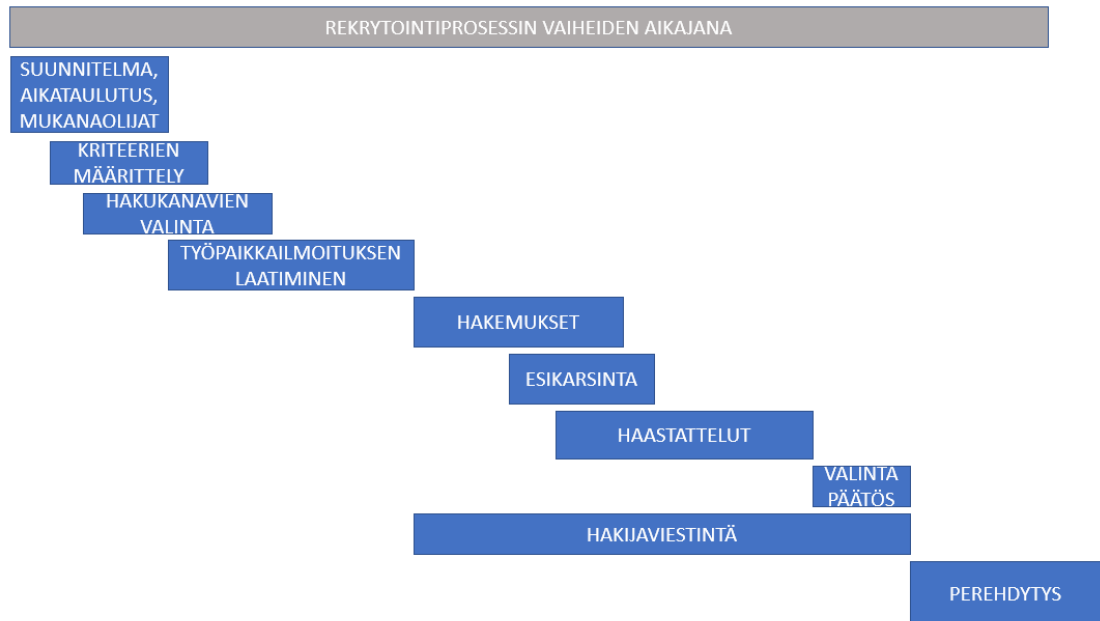 REKRYTOINTIPROSESSIN VAIHEIDEN AIKAJANA
SUUNNITELMA,
AIKATAULUTUS,
MUKANAOLIJAT
KRITEERIEN
MÄÄRITTELY
HAKUKANAVIEN
VALINTA
TYÖPAIKKAILMOITUKSEN
LAATIMINEN
HAKEMUKSET
ESIKARSINTA
HAASTATTELUT
VALINTA
PÄÄTÖS
HAKIJAVIESTINTÄ
PEREHDYTYS